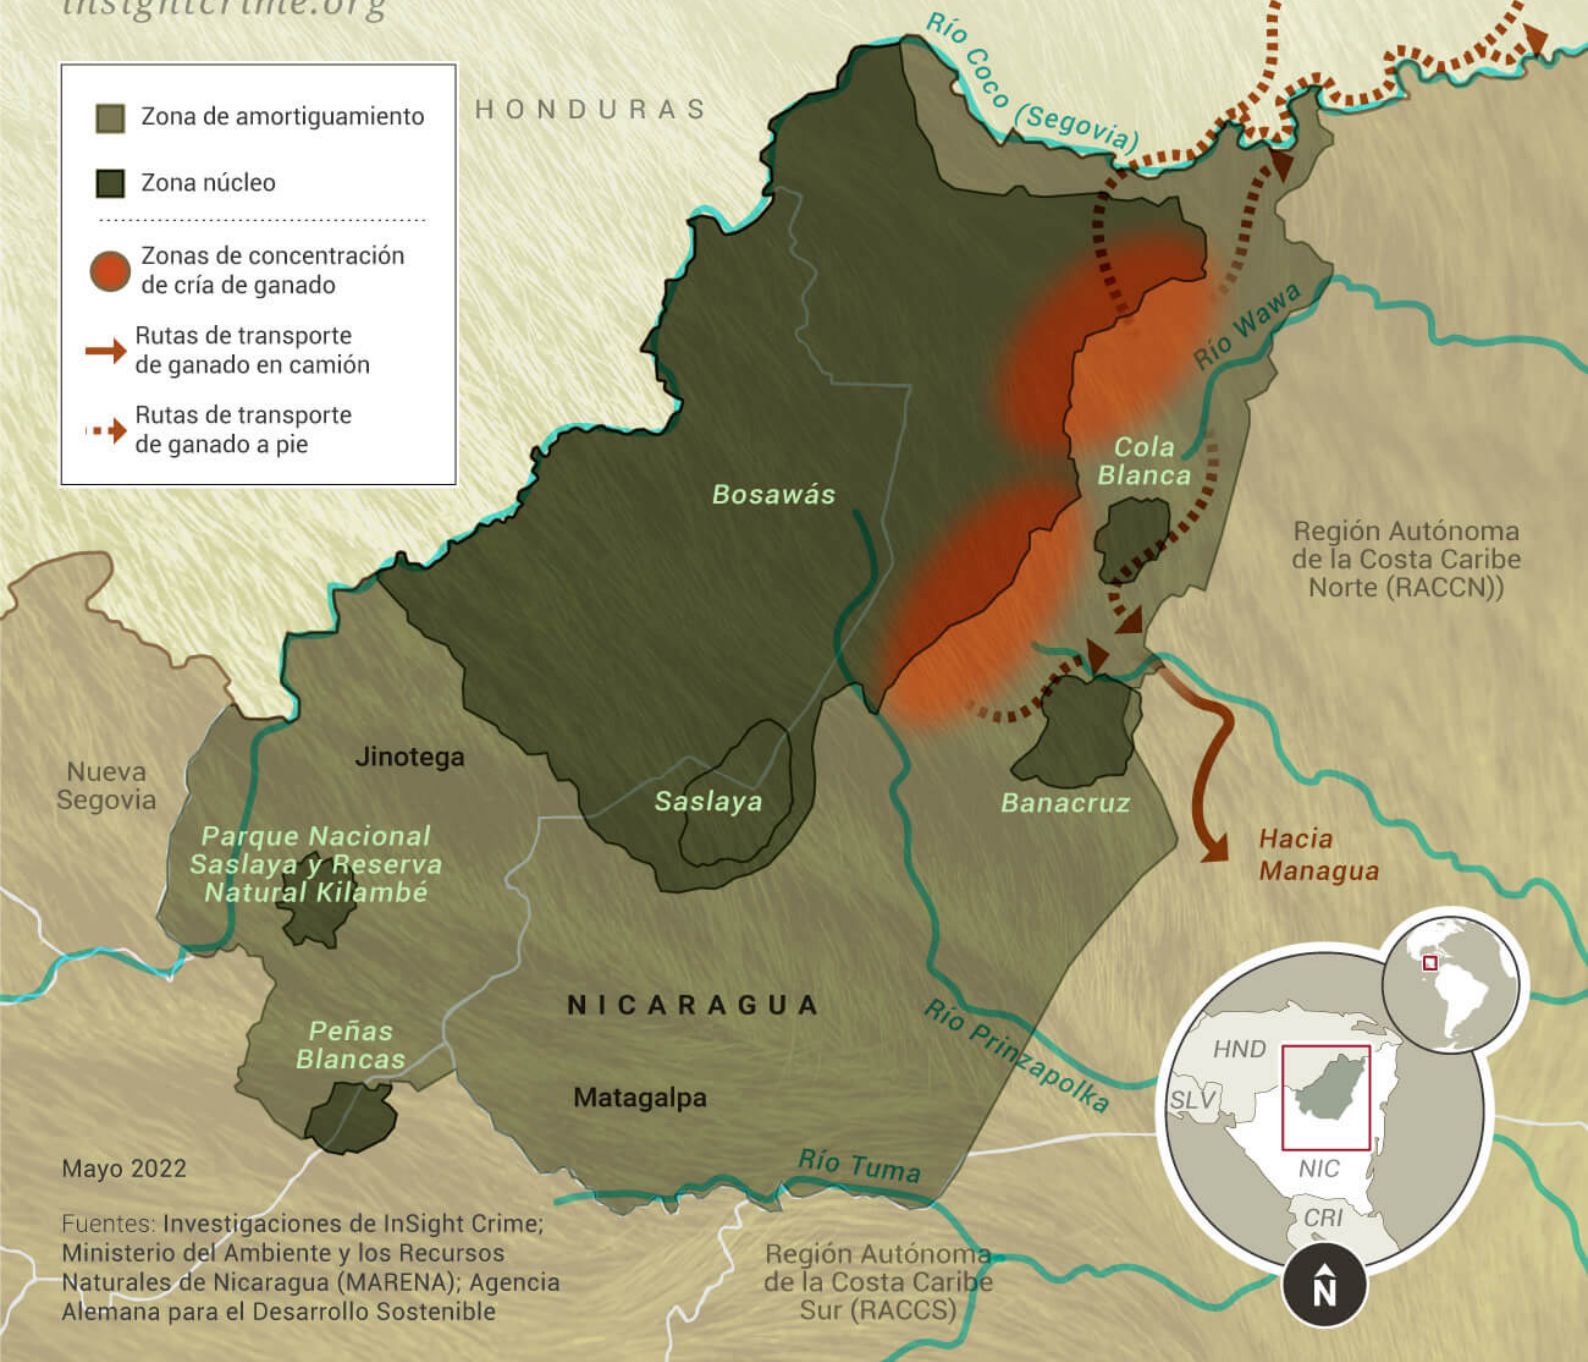 insightcrime.org
Zona de amortiguamiento
Zona núcleo
Zonas de concentración
de cría de ganado
Rutas de transporte
de ganado en camión
Rutas de transporte
de ganado a pie
HONDURAS
Río Coco (Segovia)
Río Wawa
Cola
Blanca
Bosawás
Región Autónoma
de la Costa Caribe
Norte (RACCN))
Nueva
Segovia
Jinotega
Saslaya
Banacruz
Parque Nacional
Saslaya y Reserva
Natural Kilambé
Hacia
Managua
NICARAGUA
Río Prinzapolka
Peñas
Blancas
Matagalpa
Río Tuma
Región Autónoma
de la Costa Caribe
Sur (RACCS)
HND
SLV
NIC
CRI
N
Mayo 2022
Fuentes: Investigaciones de InSight Crime;
Ministerio del Ambiente y los Recursos
Naturales de Nicaragua (MARENA); Agencia
Alemana para el Desarrollo Sostenible